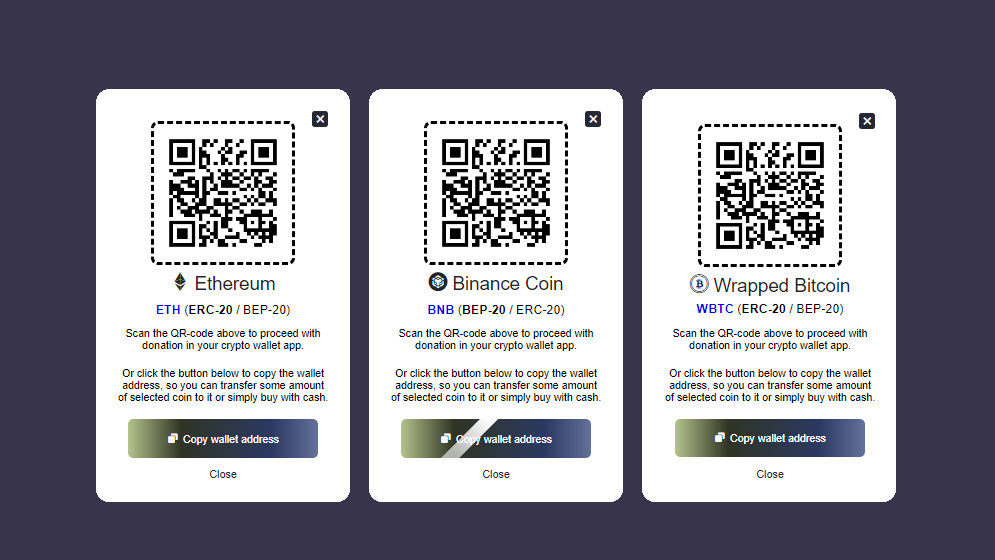 Ethereum
ETH (ERC-20 / BEP-20)
Scan the QR-code above to proceed with
donation in your crypto wallet app.
Or click the button below to copy the wallet
address, so you can transfer some amount
of selected coin to it or simply buy with cash.
Copy wallet address
Close
Binance Coin
BNB (BEP-20 / ERC-20)
Scan the QR-code above to proceed with
donation in your crypto wallet app.
Or click the button below to copy the wallet
address, so you can transfer some amount
of selected coin to it or simply buy with cash.
Copy wallet address
Close
Wrapped Bitcoin
WBTC (ERC-20 / BEP-20)
Scan the QR-code above to proceed with
donation in your crypto wallet app.
Or click the button below to copy the wallet
address, so you can transfer some amount
of selected coin to it or simply buy with cash.
Copy wallet address
Close